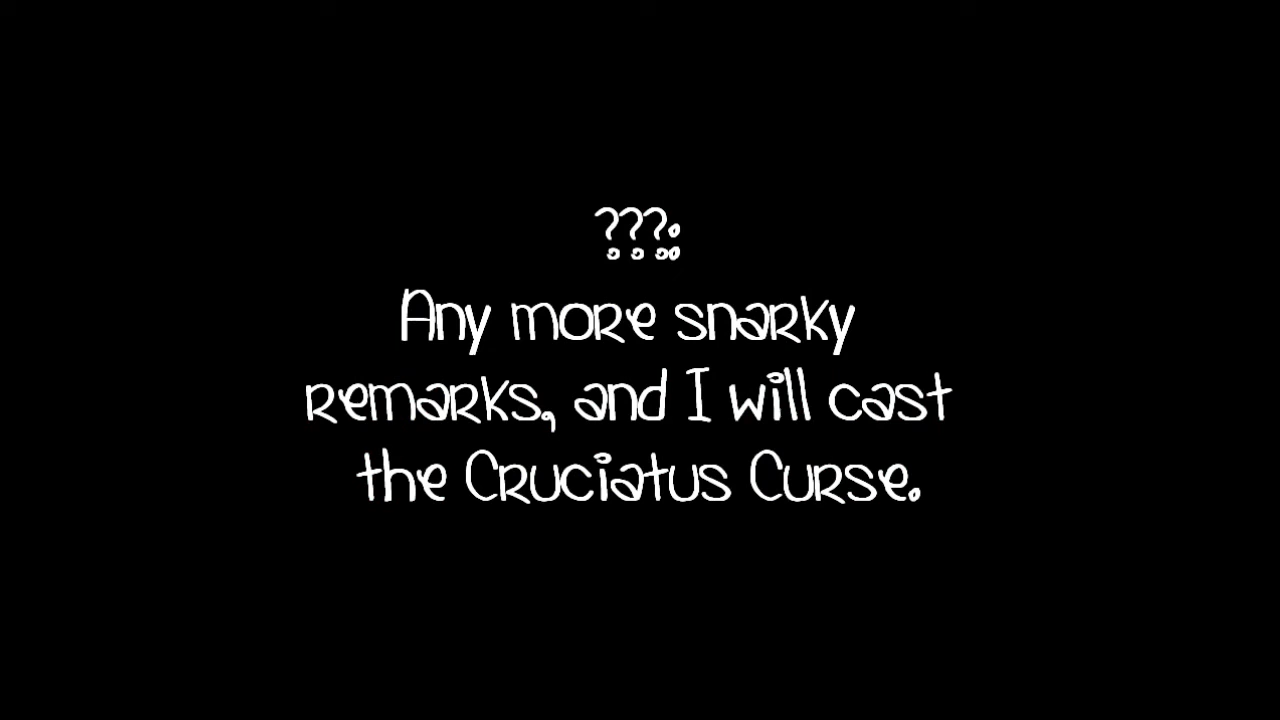 ???:
Any more snarky
remarks, and I will cast
the Cruciatus Curse.